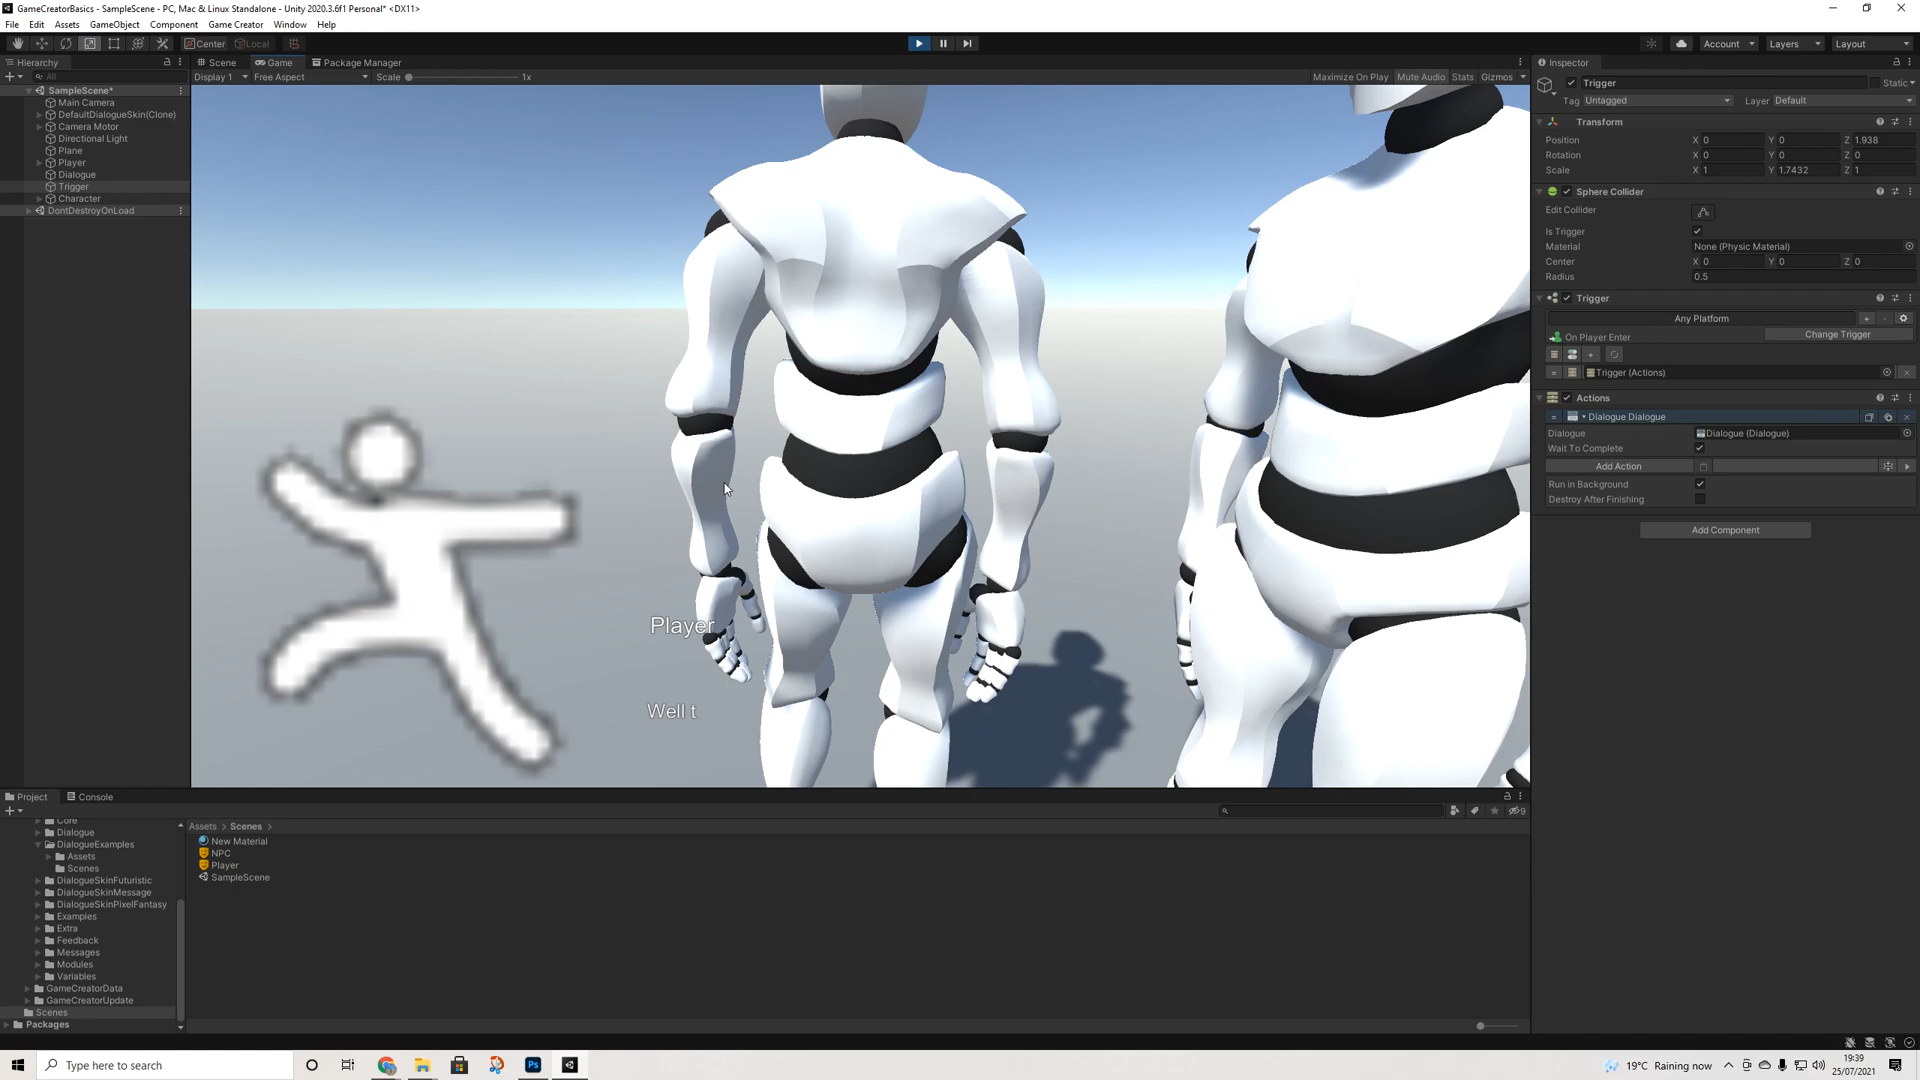 GameCreatorBasics - SampleScene - PC, Mac & Linux Standalone - Unity 2020.3.6f1 Personal* <DX11>
File Edit Assets GameObject Component Game Creator Window Help
Center Local Account Layers Layout
Hierarchy
All
SampleScene*
Main Camera
DefaultDialogueSkin(Clone)
Camera Motor
Directional Light
Plane
Player
Dialogue
Trigger
Character
DontDestroyOnLoad
Scene Game Package Manager
Display 1 Free Aspect Scale 1x Maximize On Play Mute Audio Stats Gizmos
Player
Well t
Inspector
Trigger Static
Tag Untagged Layer Default
Transform
Position X 0 Y 0 Z 1.938
Rotation X 0 Y 0 Z 0
Scale X 1 Y 1.7432 Z 1
Sphere Collider
Edit Collider
Is Trigger
Material None (Physic Material)
Center X 0 Y 0 Z 0
Radius 0.5
Trigger
Any Platform
On Player Enter Change Trigger
Trigger (Actions)
Actions
Dialogue Dialogue
Dialogue Dialogue (Dialogue)
Wait To Complete
Add Action
Run in Background
Destroy After Finishing
Add Component
Project Console
Core
Dialogue
DialogueExamples
Assets
Scenes
DialogueSkinFuturistic
DialogueSkinMessage
DialogueSkinPixelFantasy
Examples
Extra
Feedback
Messages
Modules
Variables
GameCreatorData
GameCreatorUpdate
Scenes
Packages
Assets > Scenes >
New Material
NPC
Player
SampleScene
9
Type here to search
19°C Raining now
19:39
25/07/2021